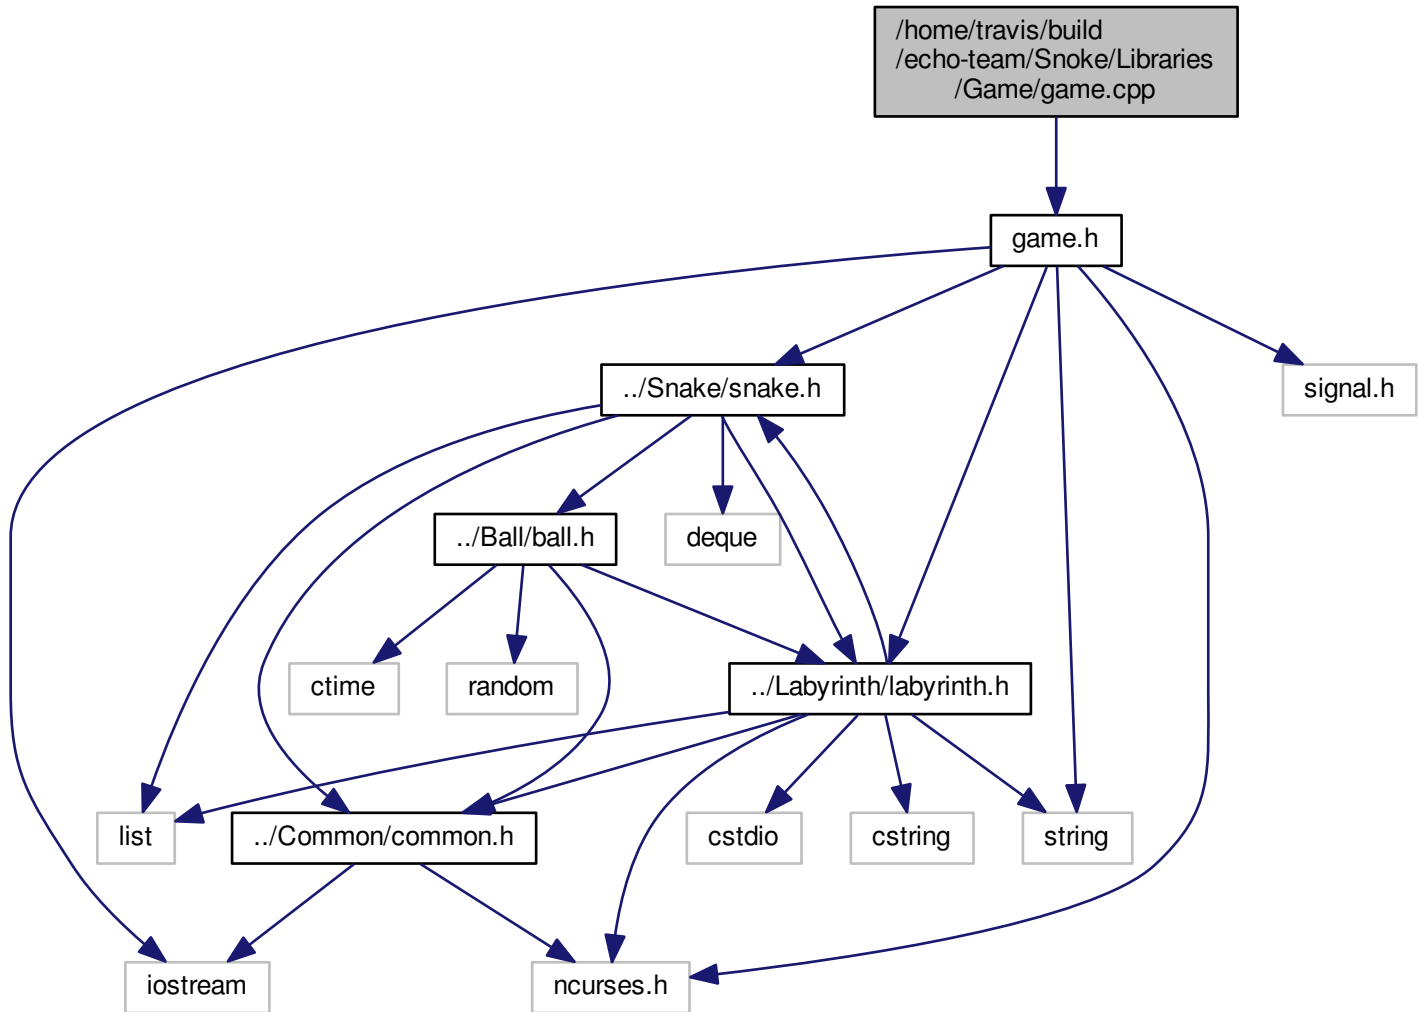 /home/travis/build
/echo-team/Snoke/Libraries
/Game/game.cpp
game.h
../Snake/snake.h
signal.h
../Ball/ball.h
deque
ctime
random
../Labyrinth/labyrinth.h
list
../Common/common.h
cstdio
cstring
string
iostream
ncurses.h